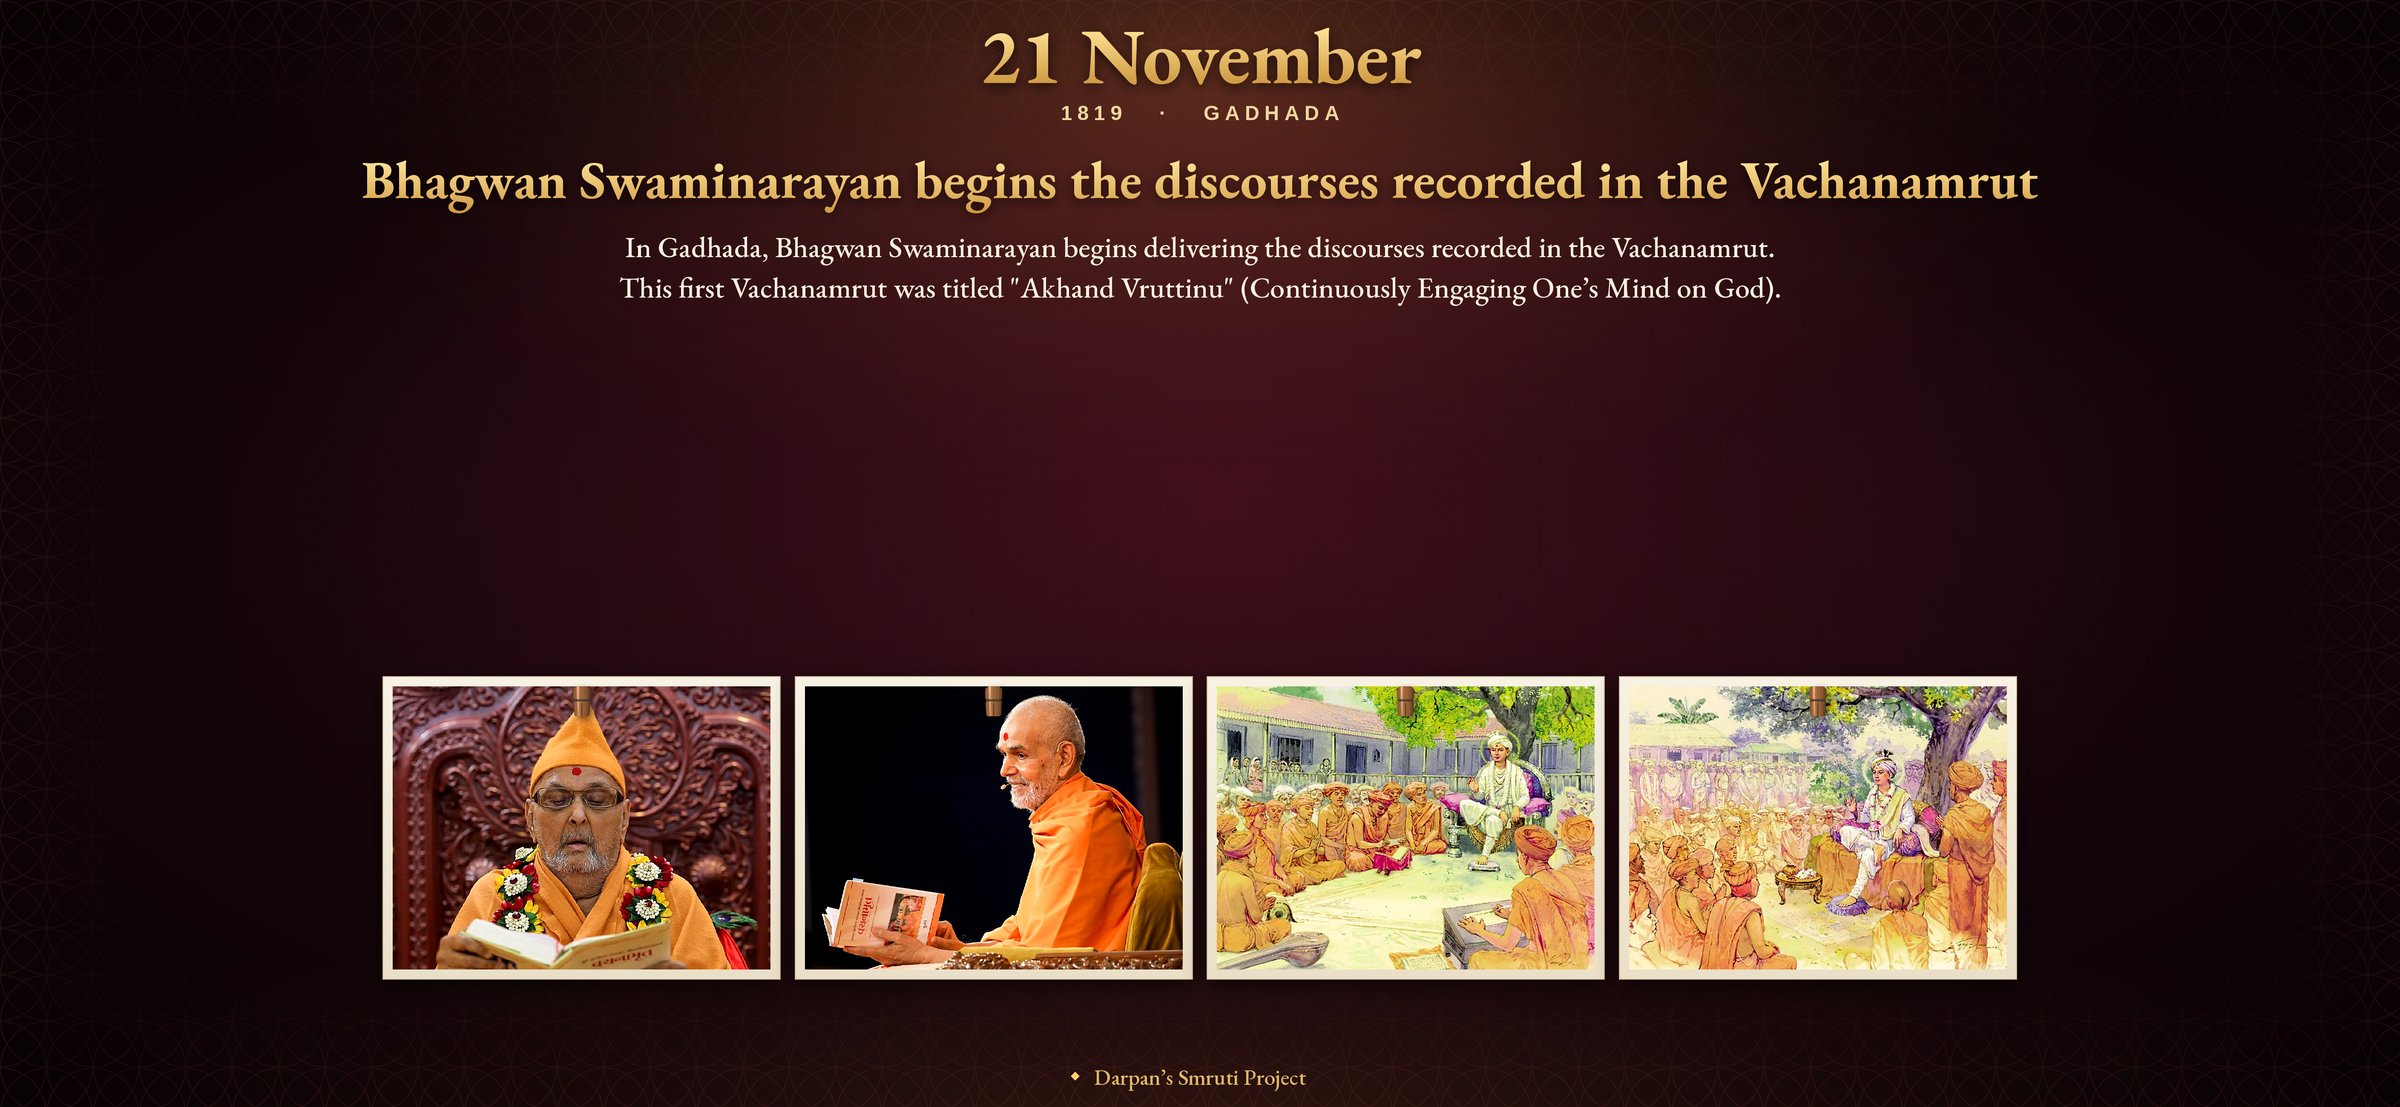 21 November
1819 · GADHADA
Bhagwan Swaminarayan begins the discourses recorded in the Vachanamrut
In Gadhada, Bhagwan Swaminarayan begins delivering the discourses recorded in the Vachanamrut.
This first Vachanamrut was titled "Akhand Vruttinu" (Continuously Engaging One’s Mind on God).
વચનામૃત
વચનામૃત
Darpan’s Smruti Project